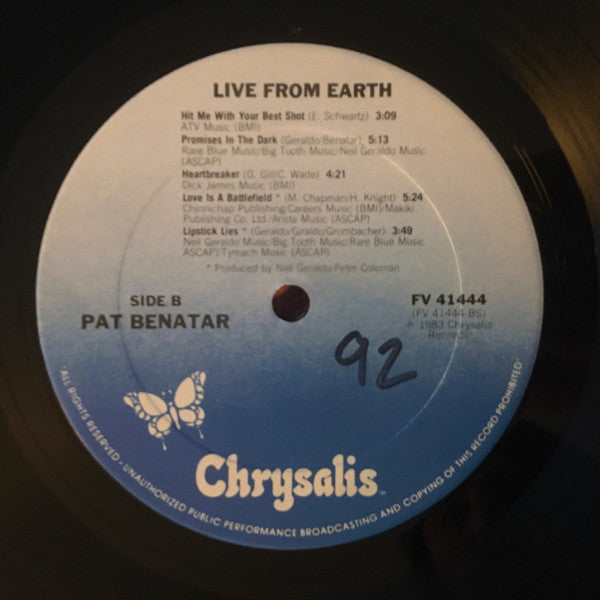 LIVE FROM EARTH
Hit Me With Your Best Shot (E. Schwartz) 3:09
ATV Music (BMI)
Promises In The Dark (Geraldo/Benatar) 5:13
Rare Blue Music/Big Tooth Music/Neil Geraldo Music
(ASCAP)
Heartbreaker (G. Gill/C. Wade) 4:21
Dick James Music (BMI)
Love Is A Battlefield * (M. Chapman/H. Knight) 5:24
Chinnichap Publishing/Careers Music (BMI)/Makiki
Publishing Co. Ltd./Arista Music (ASCAP)
Lipstick Lies * (Geraldo/Giraldo/Grombacher) 3:49
Neil Geraldo Music/Big Tooth Music/Rare Blue Music
ASCAP)/Tyreach Music (ASCAP)
* Produced by Neil Geraldo/Peter Coleman
SIDE B
PAT BENATAR
FV 41444
(FV 41444 BS)
℗ 1983 Chrysalis
Records
92
Chrysalis™
"ALL RIGHTS RESERVED - UNAUTHORIZED PUBLIC PERFORMANCE BROADCASTING AND COPYING OF THIS RECORD PROHIBITED"